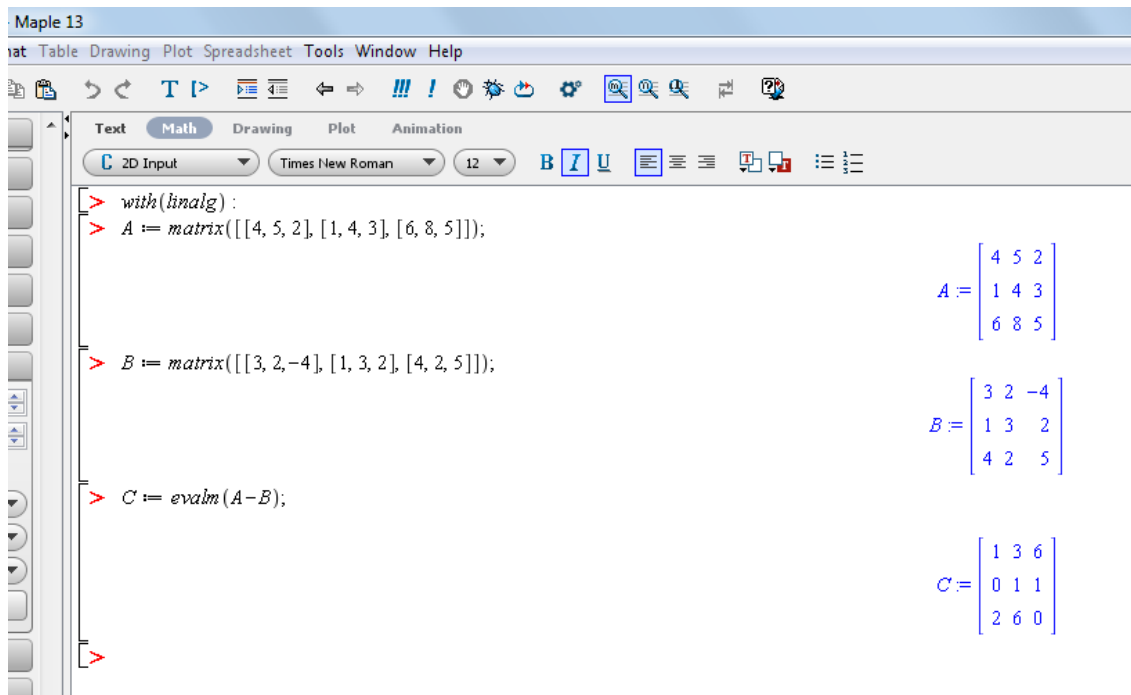 Maple 13
Table Drawing Plot Spreadsheet Tools Window Help
Text Math Drawing Plot Animation
C 2D Input Times New Roman 12 B I U
> with(linalg) :
> A := matrix([[4, 5, 2], [1, 4, 3], [6, 8, 5]]);
4 5 2
A := 1 4 3
6 8 5
> B := matrix([[3, 2,−4], [1, 3, 2], [4, 2, 5]]);
3 2 −4
B := 1 3 2
4 2 5
> C := evalm(A−B);
1 3 6
C := 0 1 1
2 6 0
>